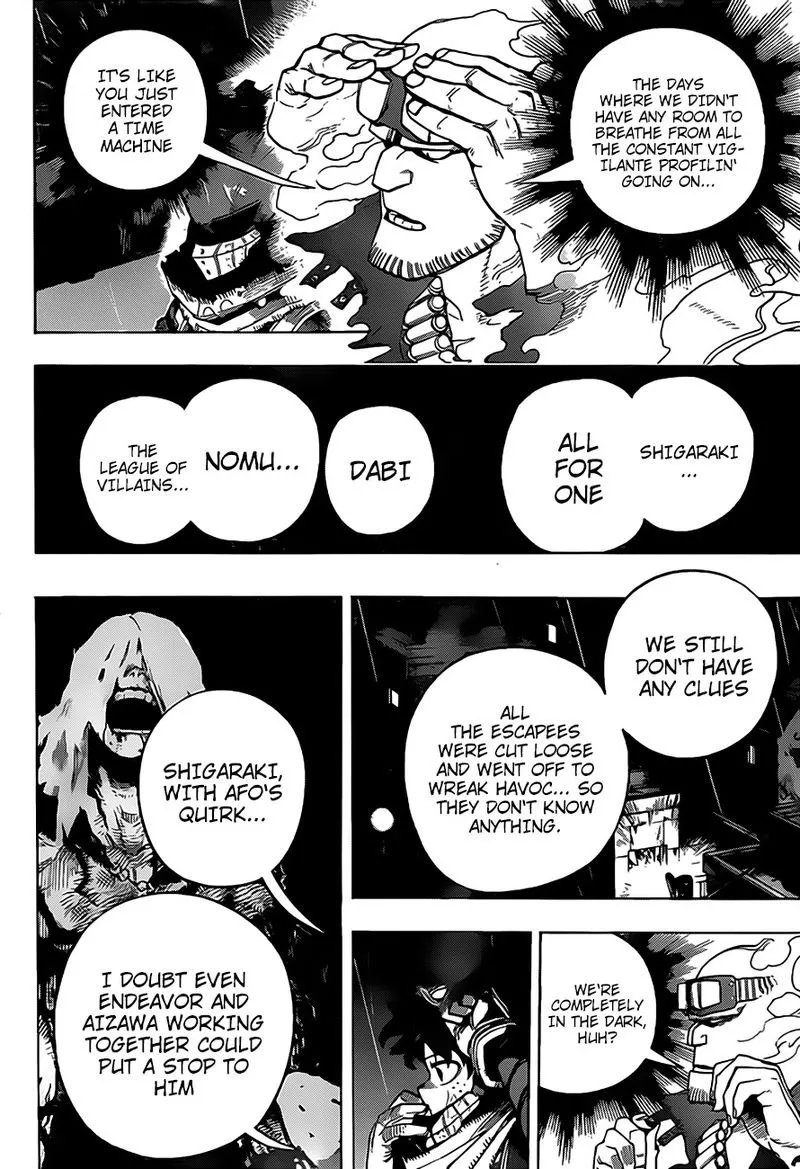 THE DAYS
WHERE WE DIDN'T
HAVE ANY ROOM TO
BREATHE FROM ALL
THE CONSTANT VIG-
ILANTE PROFILIN'
GOING ON...
IT'S LIKE
YOU JUST
ENTERED
A TIME
MACHINE
SHIGARAKI
...
ALL
FOR
ONE
DABI
NOMU...
THE
LEAGUE OF
VILLAINS...
WE STILL
DON'T HAVE
ANY CLUES
ALL
THE ESCAPEES
WERE CUT LOOSE
AND WENT OFF TO
WREAK HAVOC... SO
THEY DON'T KNOW
ANYTHING.
SHIGARAKI,
WITH AFO'S
QUIRK...
I DOUBT EVEN
ENDEAVOR AND
AIZAWA WORKING
TOGETHER COULD
PUT A STOP TO
HIM
WE'RE
COMPLETELY
IN THE DARK,
HUH?